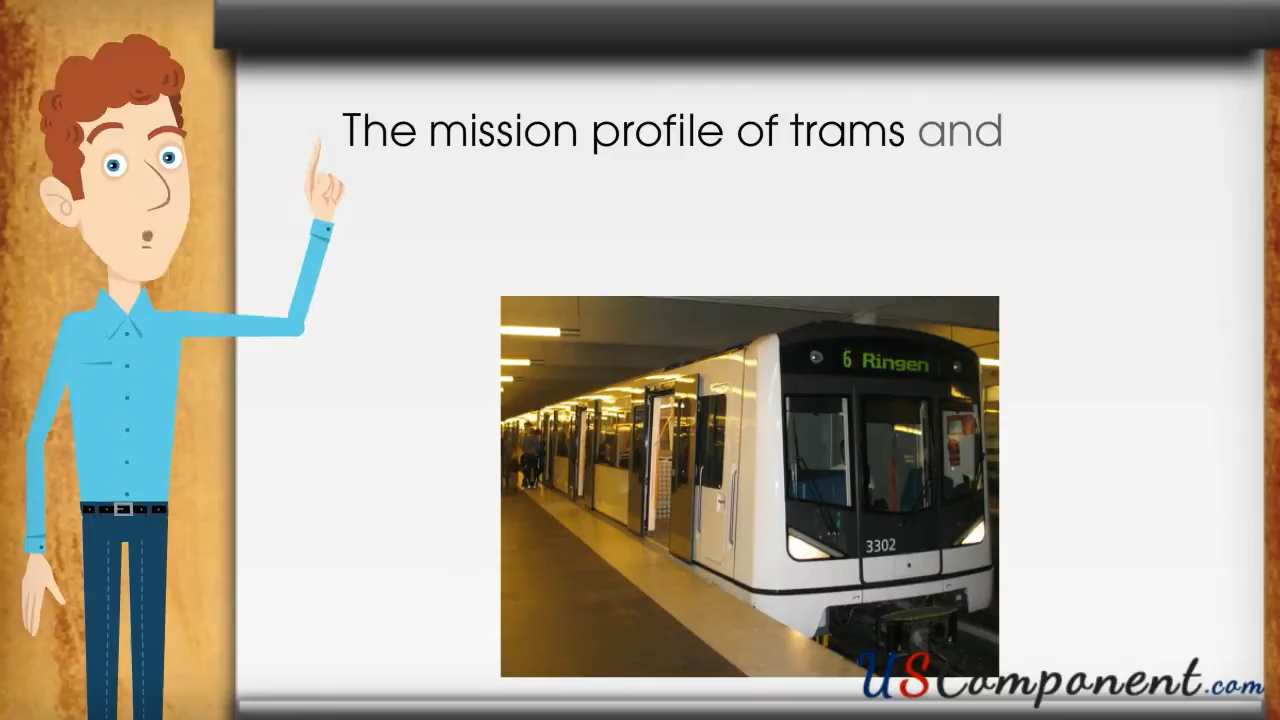 The mission profile of trams and
6 Ringen
3302
USComponent.com